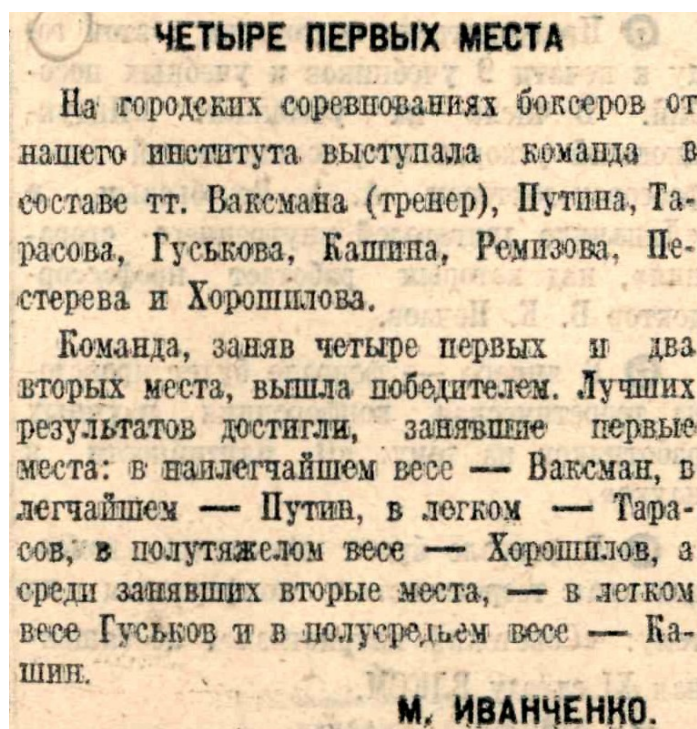 ЧЕТЫРЕ ПЕРВЫХ МЕСТА
На городских соревнованиях боксеров от
нашего института выступала команда в
составе тт. Ваксмана (тренер), Путина, Та-
расова, Гуськова, Кашина, Ремизова, Пе-
стерева и Хорошилова.
Команда, заняв четыре первых и два
вторых места, вышла победителем. Лучших
результатов достигли, занявшие первые
места: в наилегчайшем весе — Ваксман, в
легчайшем — Путин, в легком — Тара-
сов, в полутяжелом весе — Хорошилов, а
среди занявших вторые места, — в легком
весе Гуськов и в полусредьем весе — Ка-
шин.
М. ИВАНЧЕНКО.